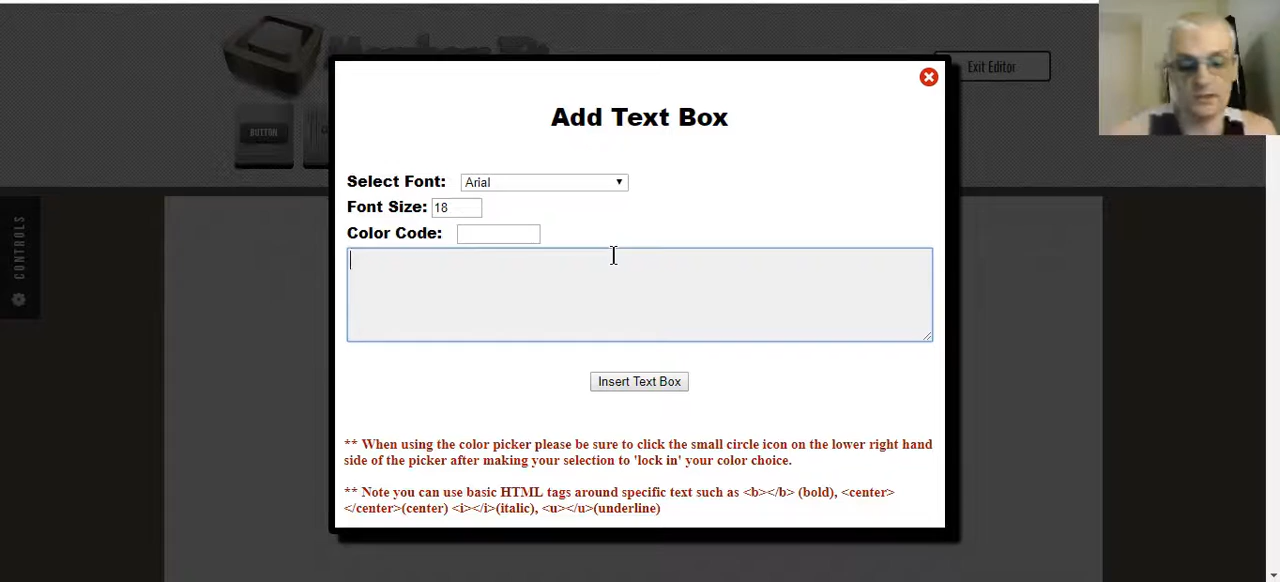 Exit Editor
BUTTON
CONTROLS
Add Text Box
Select Font: Arial
Font Size: 18
Color Code:
Insert Text Box
** When using the color picker please be sure to click the small circle icon on the lower right hand
side of the picker after making your selection to 'lock in' your color choice.
** Note you can use basic HTML tags around specific text such as <b></b> (bold), <center>
</center>(center) <i></i>(italic), <u></u>(underline)